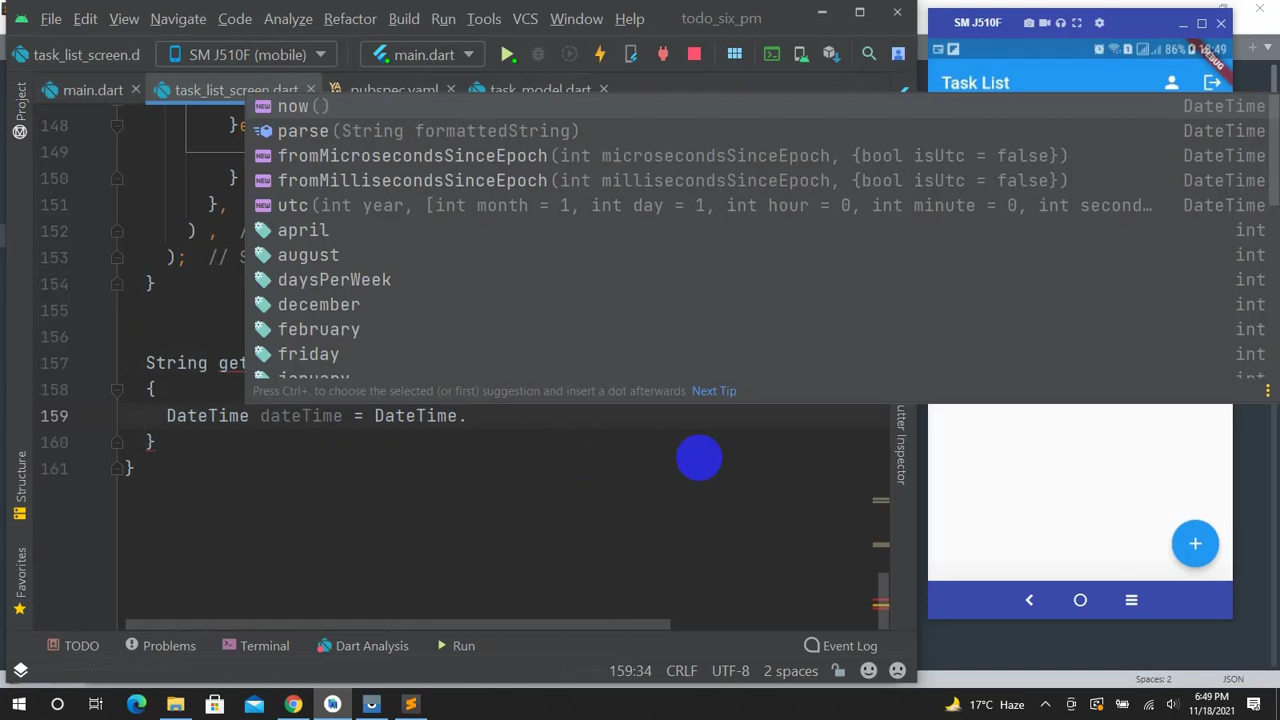 File Edit View Navigate Code Analyze Refactor Build Run Tools VCS Window Help todo_six_pm
task_list_screen.d SM J510F (mobile) main.dart
main.dart task_list_screen.dart pubspec.yaml task_model.dart
Project
now() DateTime
parse(String formattedString) DateTime
fromMicrosecondsSinceEpoch(int microsecondsSinceEpoch, {bool isUtc = false}) DateTime
fromMillisecondsSinceEpoch(int millisecondsSinceEpoch, {bool isUtc = false}) DateTime
utc(int year, [int month = 1, int day = 1, int hour = 0, int minute = 0, int second… DateTime
april int
august int
daysPerWeek int
december int
february int
friday int
january int
Press Ctrl+. to choose the selected (or first) suggestion and insert a dot afterwards Next Tip
148 }e
149
150 }
151 },
152 ) , /
153 ); // S
154 }
155
156
157 String get
158 {
159 DateTime dateTime = DateTime.
160 }
161 }
Structure
Favorites
Flutter Inspector
TODO Problems Terminal Dart Analysis Run Event Log
159:34 CRLF UTF-8 2 spaces
SM J510F
86% 18:49
DEBUG
Task List
+
Spaces: 2 JSON
17°C Haze 6:49 PM
11/18/2021